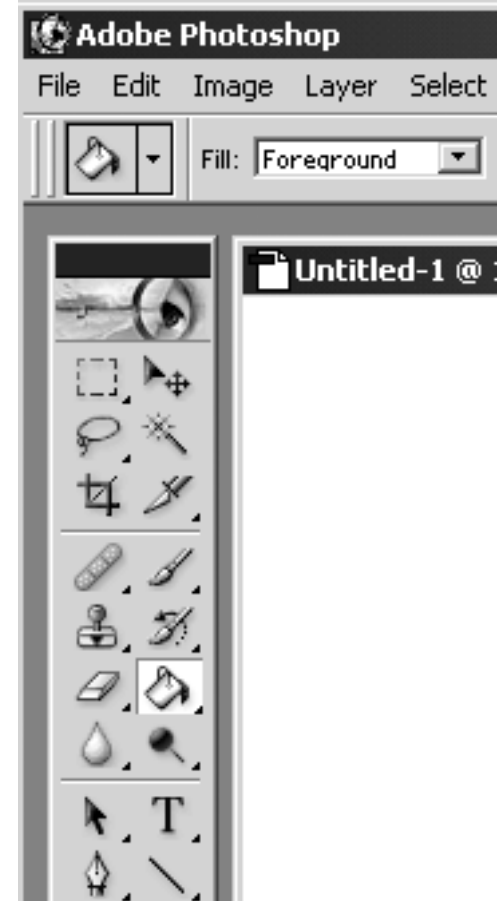 Adobe Photoshop
File Edit Image Layer Select
Fill: Foreground
Untitled-1 @
T